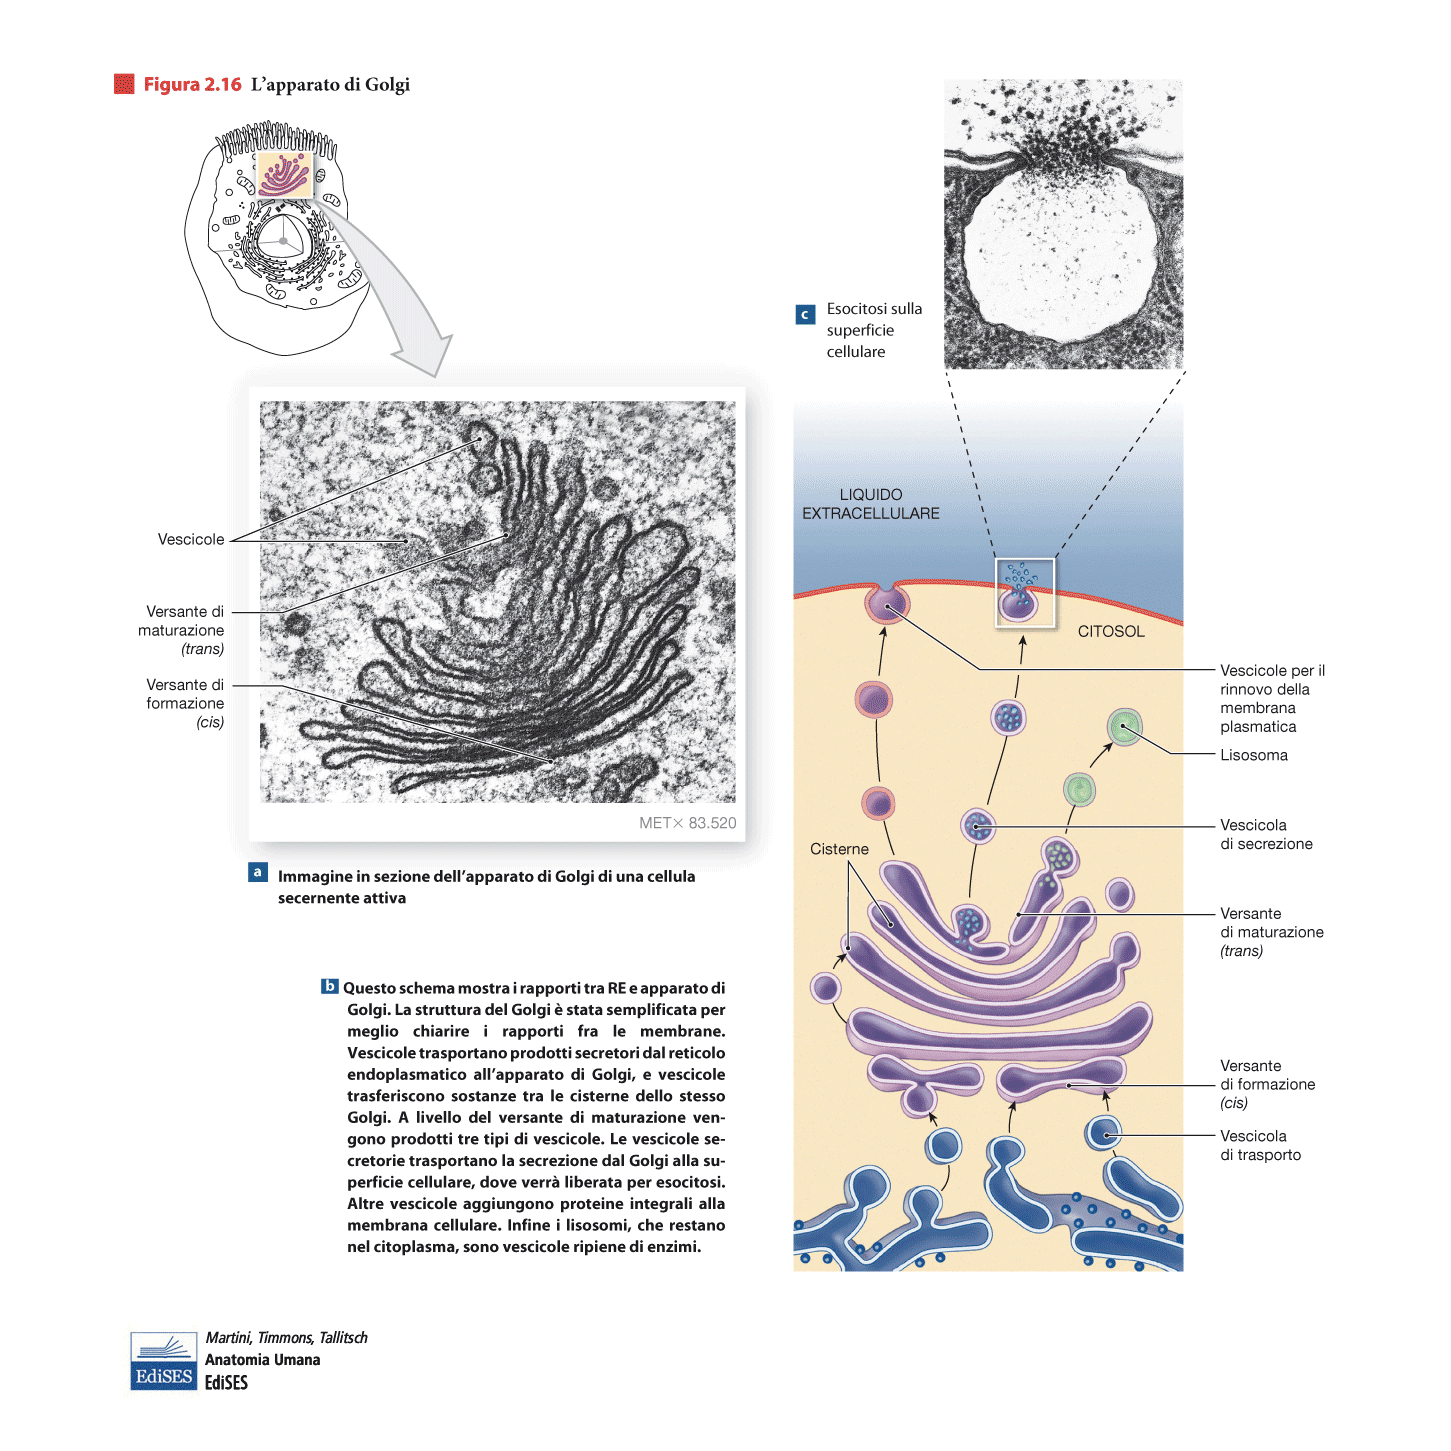 Figura 2.16 L’apparato di Golgi
Vescicole
Versante di
maturazione
(trans)
Versante di
formazione
(cis)
MET× 83.520
a Immagine in sezione dell’apparato di Golgi di una cellula
secernente attiva
b Questo schema mostra i rapporti tra RE e apparato di
Golgi. La struttura del Golgi è stata semplificata per
meglio chiarire i rapporti fra le membrane.
Vescicole trasportano prodotti secretori dal reticolo
endoplasmatico all’apparato di Golgi, e vescicole
trasferiscono sostanze tra le cisterne dello stesso
Golgi. A livello del versante di maturazione ven-
gono prodotti tre tipi di vescicole. Le vescicole se-
cretorie trasportano la secrezione dal Golgi alla su-
perficie cellulare, dove verrà liberata per esocitosi.
Altre vescicole aggiungono proteine integrali alla
membrana cellulare. Infine i lisosomi, che restano
nel citoplasma, sono vescicole ripiene di enzimi.
c Esocitosi sulla
superficie
cellulare
LIQUIDO
EXTRACELLULARE
CITOSOL
Vescicole per il
rinnovo della
membrana
plasmatica
Lisosoma
Vescicola
di secrezione
Cisterne
Versante
di maturazione
(trans)
Versante
di formazione
(cis)
Vescicola
di trasporto
EdiSES
Martini, Timmons, Tallitsch
Anatomia Umana
EdiSES